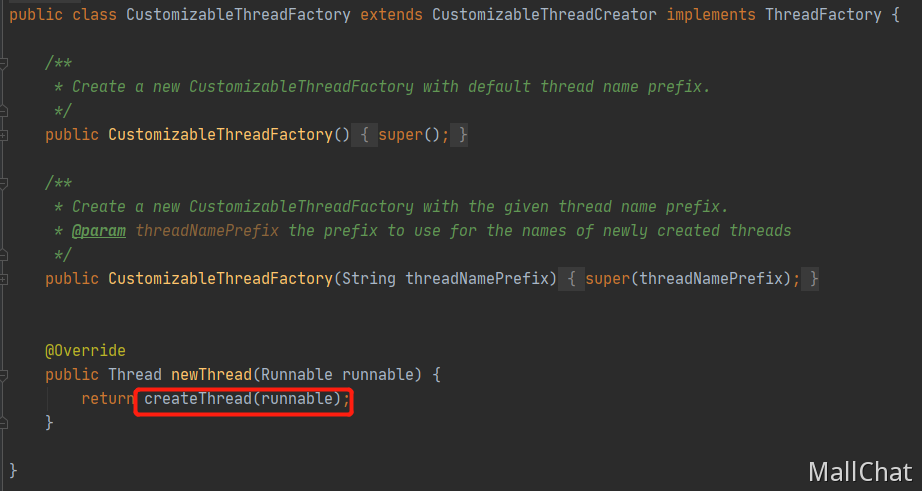 public class CustomizableThreadFactory extends CustomizableThreadCreator implements ThreadFactory {
/**
* Create a new CustomizableThreadFactory with default thread name prefix.
*/
public CustomizableThreadFactory() { super(); }
/**
* Create a new CustomizableThreadFactory with the given thread name prefix.
* @param threadNamePrefix the prefix to use for the names of newly created threads
*/
public CustomizableThreadFactory(String threadNamePrefix) { super(threadNamePrefix); }
@Override
public Thread newThread(Runnable runnable) {
return createThread(runnable);
}
}
MallChat